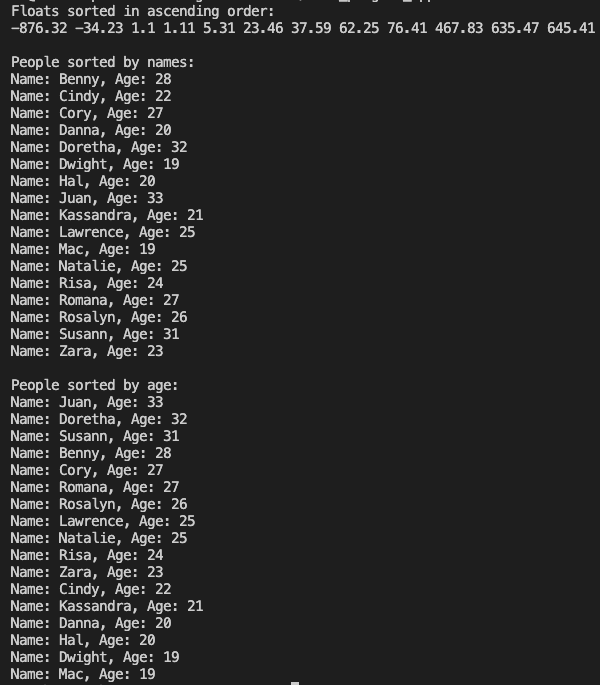 Floats sorted in ascending order:
-876.32 -34.23 1.1 1.11 5.31 23.46 37.59 62.25 76.41 467.83 635.47 645.41
People sorted by names:
Name: Benny, Age: 28
Name: Cindy, Age: 22
Name: Cory, Age: 27
Name: Danna, Age: 20
Name: Doretha, Age: 32
Name: Dwight, Age: 19
Name: Hal, Age: 20
Name: Juan, Age: 33
Name: Kassandra, Age: 21
Name: Lawrence, Age: 25
Name: Mac, Age: 19
Name: Natalie, Age: 25
Name: Risa, Age: 24
Name: Romana, Age: 27
Name: Rosalyn, Age: 26
Name: Susann, Age: 31
Name: Zara, Age: 23
People sorted by age:
Name: Juan, Age: 33
Name: Doretha, Age: 32
Name: Susann, Age: 31
Name: Benny, Age: 28
Name: Cory, Age: 27
Name: Romana, Age: 27
Name: Rosalyn, Age: 26
Name: Lawrence, Age: 25
Name: Natalie, Age: 25
Name: Risa, Age: 24
Name: Zara, Age: 23
Name: Cindy, Age: 22
Name: Kassandra, Age: 21
Name: Danna, Age: 20
Name: Hal, Age: 20
Name: Dwight, Age: 19
Name: Mac, Age: 19